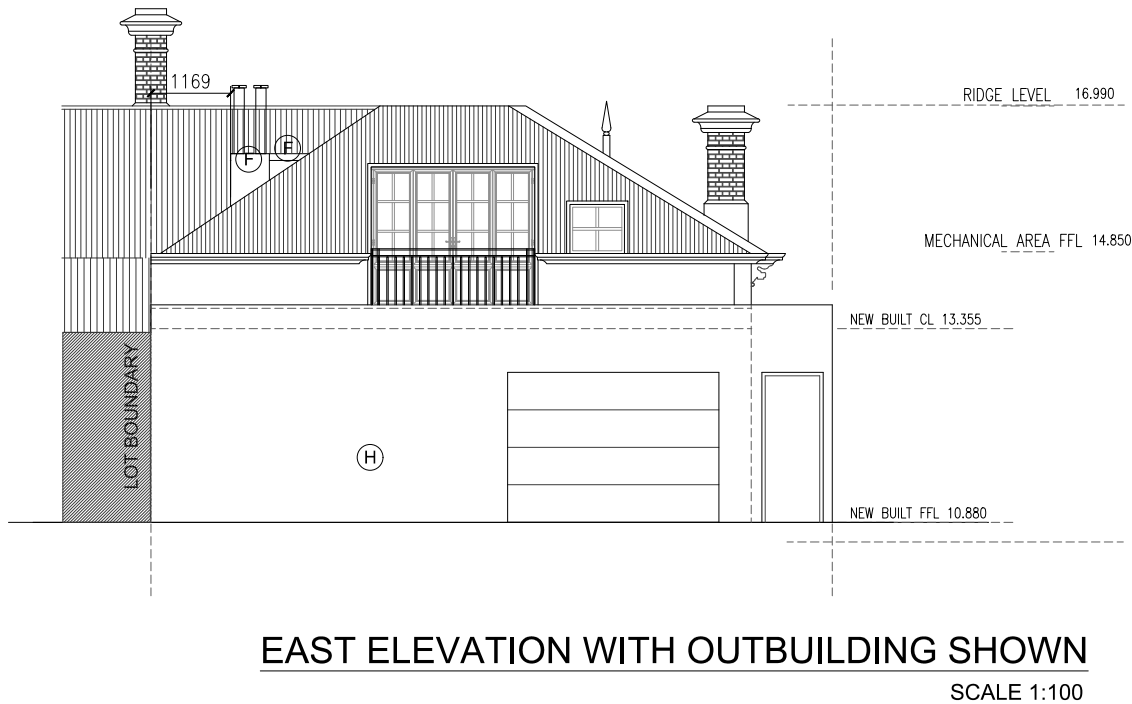 1169
RIDGE LEVEL 16.990
F
F
MECHANICAL AREA FFL 14.850
NEW BUILT CL 13.355
LOT BOUNDARY
H
NEW BUILT FFL 10.880
EAST ELEVATION WITH OUTBUILDING SHOWN
SCALE 1:100